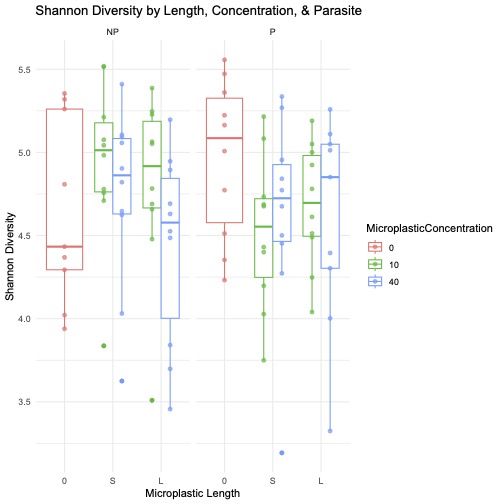 Shannon Diversity by Length, Concentration, & Parasite
NP
P
5.5
5.0
4.5
4.0
3.5
Shannon Diversity
0
S
L
0
S
L
Microplastic Length
MicroplasticConcentration
0
10
40